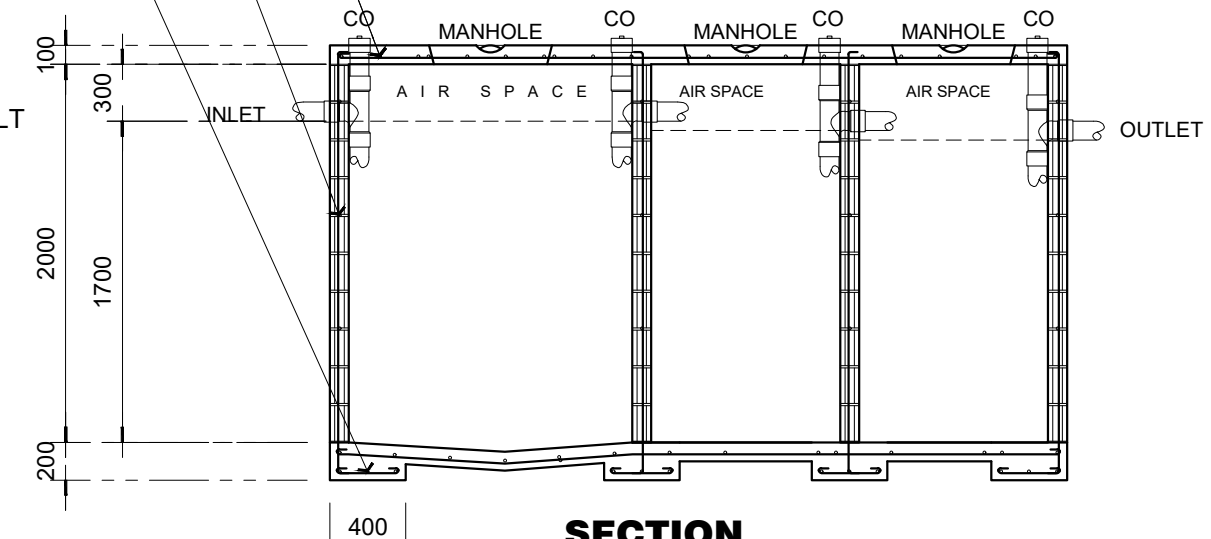 CO CO CO CO
MANHOLE MANHOLE MANHOLE
100
300
A I R S P A C E AIR SPACE AIR SPACE
LT
INLET
OUTLET
2000
1700
200
400
SECTION